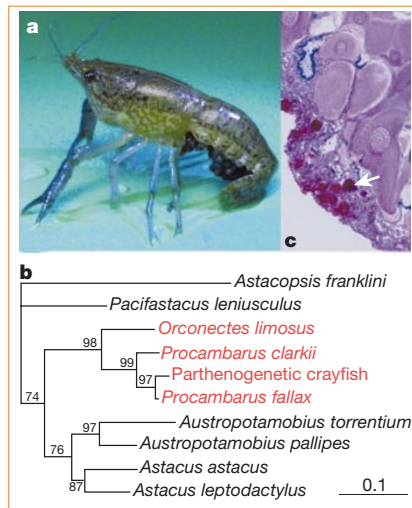 a
c
b
Astacopsis franklini
Pacifastacus leniusculus
98
Orconectes limosus
99
Procambarus clarkii
97
Parthenogenetic crayfish
Procambarus fallax
74
97
Austropotamobius torrentium
76
Austropotamobius pallipes
Astacus astacus
87
Astacus leptodactylus
0.1